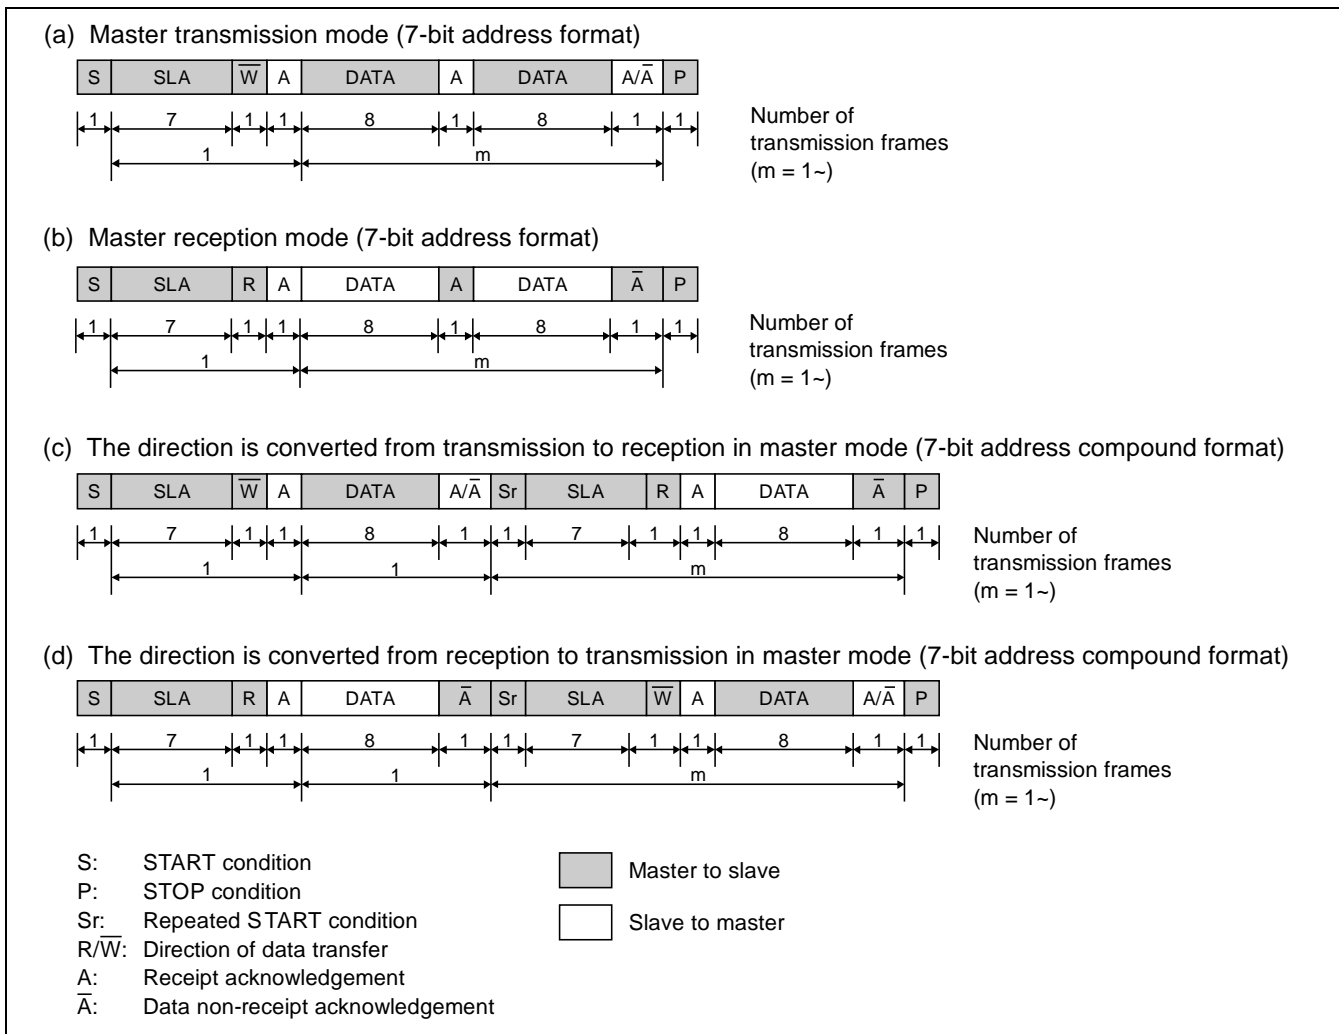 (a) Master transmission mode (7-bit address format)
S SLA W̅ A DATA A DATA A/A̅ P
1 7 1 1 8 1 8 1 1
1 m
Number of
transmission frames
(m = 1~)
(b) Master reception mode (7-bit address format)
S SLA R A DATA A DATA A̅ P
1 7 1 1 8 1 8 1 1
1 m
Number of
transmission frames
(m = 1~)
(c) The direction is converted from transmission to reception in master mode (7-bit address compound format)
S SLA W̅ A DATA A/A̅ Sr SLA R A DATA A̅ P
1 7 1 1 8 1 1 7 1 1 8 1 1
1 1 m
Number of
transmission frames
(m = 1~)
(d) The direction is converted from reception to transmission in master mode (7-bit address compound format)
S SLA R A DATA A̅ Sr SLA W̅ A DATA A/A̅ P
1 7 1 1 8 1 1 7 1 1 8 1 1
1 1 m
Number of
transmission frames
(m = 1~)
S: START condition
P: STOP condition
Sr: Repeated START condition
R/W̅: Direction of data transfer
A: Receipt acknowledgement
A̅: Data non-receipt acknowledgement
Master to slave
Slave to master